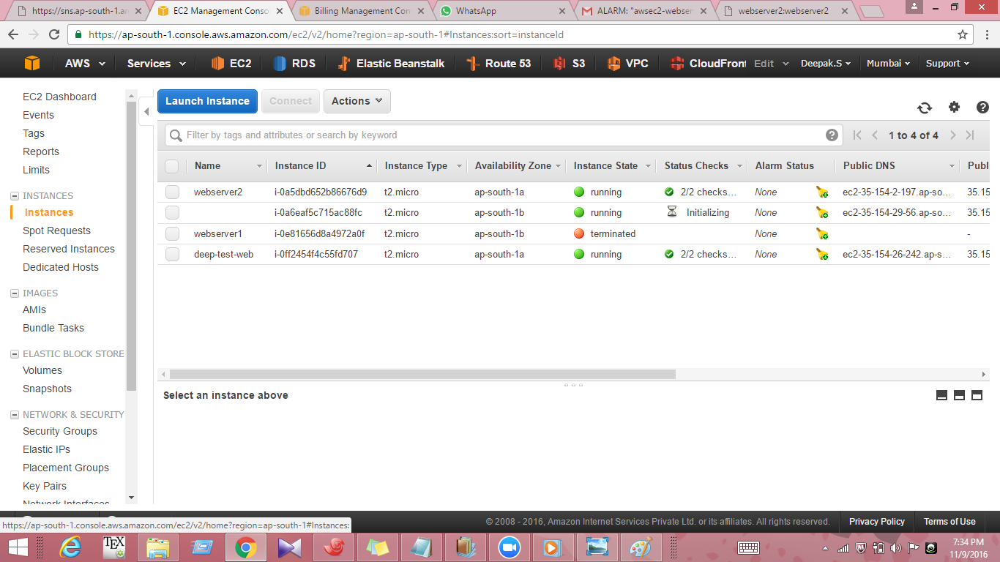 https://sns.ap-south-1.am
EC2 Management Conso
Billing Management Con
WhatsApp
ALARM: "awsec2-webser
webserver2:webserver2
https://ap-south-1.console.aws.amazon.com/ec2/v2/home?region=ap-south-1#Instances:sort=instanceId
AWS Services EC2 RDS Elastic Beanstalk Route 53 S3 VPC CloudFront Edit Deepak.S Mumbai Support
EC2 Dashboard
Events
Tags
Reports
Limits
INSTANCES
Instances
Spot Requests
Reserved Instances
Dedicated Hosts
IMAGES
AMIs
Bundle Tasks
ELASTIC BLOCK STORE
Volumes
Snapshots
NETWORK & SECURITY
Security Groups
Elastic IPs
Placement Groups
Key Pairs
Network Interfaces
Launch Instance Connect Actions
Filter by tags and attributes or search by keyword
1 to 4 of 4
Name Instance ID Instance Type Availability Zone Instance State Status Checks Alarm Status Public DNS Publ
webserver2 i-0a5dbd652b86676d9 t2.micro ap-south-1a running 2/2 checks... None ec2-35-154-2-197.ap-so... 35.15
i-0a6eaf5c715ac88fc t2.micro ap-south-1b running Initializing None ec2-35-154-29-56.ap-so... 35.15
webserver1 i-0e81656d8a4972a0f t2.micro ap-south-1b terminated None -
deep-test-web i-0ff2454f4c55fd707 t2.micro ap-south-1a running 2/2 checks... None ec2-35-154-26-242.ap-s... 35.15
Select an instance above
https://ap-south-1.console.aws.amazon.com/ec2/v2/home?region=ap-south-1#Instances:
© 2008 - 2016, Amazon Internet Services Private Ltd. or its affiliates. All rights reserved.
Privacy Policy Terms of Use
TEX
7:34 PM
11/9/2016